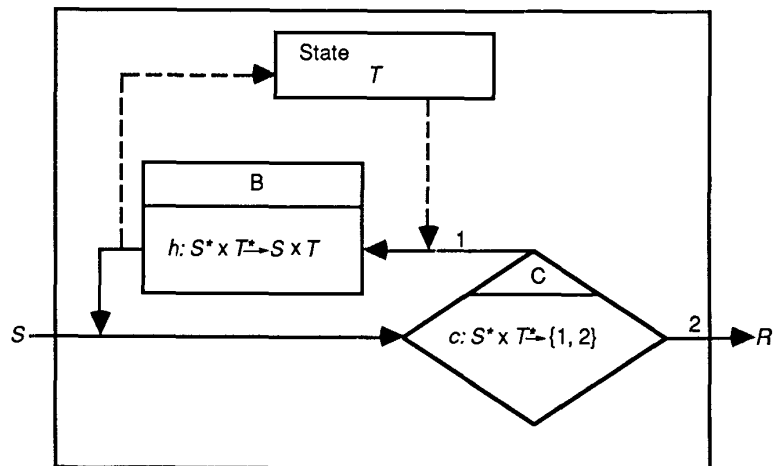 State
T
B
h: S* x T*→S x T
1
C
S
c: S* x T*→{1, 2}
2
R